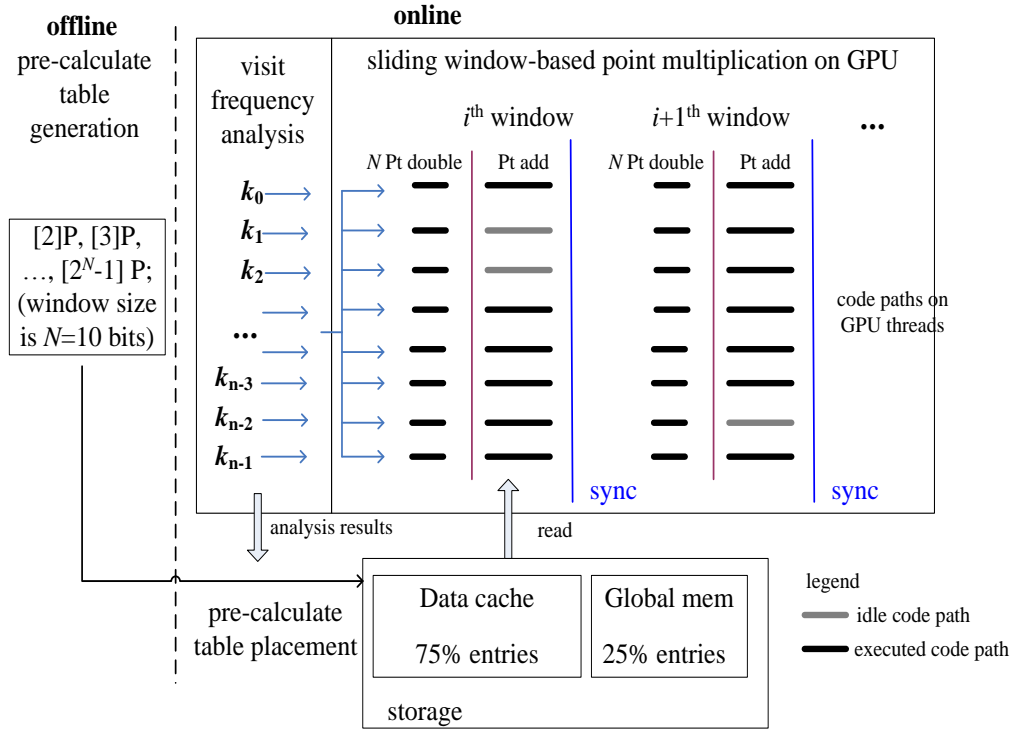 offline
pre-calculate
table
generation
online
visit
frequency
analysis
sliding window-based point multiplication on GPU
iᵗʰ window
i+1ᵗʰ window
...
N Pt double
Pt add
N Pt double
Pt add
k₀
k₁
k₂
...
kₙ₋₃
kₙ₋₂
kₙ₋₁
[2]P, [3]P,
…, [2ᴺ-1] P;
(window size
is N=10 bits)
code paths on
GPU threads
sync
sync
analysis results
read
pre-calculate
table placement
Data cache
75% entries
Global mem
25% entries
storage
legend
idle code path
executed code path